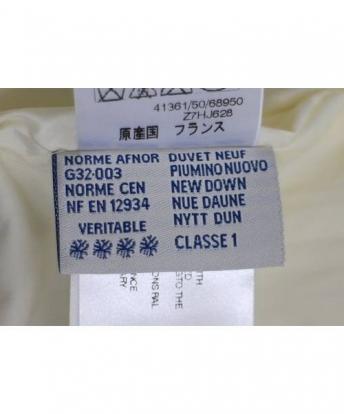 41361/50/68950
Z7HJ628
原産国 フランス
NORME AFNOR
G32-003
NORME CEN
NF EN 12934
VERITABLE
DUVET NEUF
PIUMINO NUOVO
NEW DOWN
NUE DAUNE
NYTT DUN
CLASSE 1